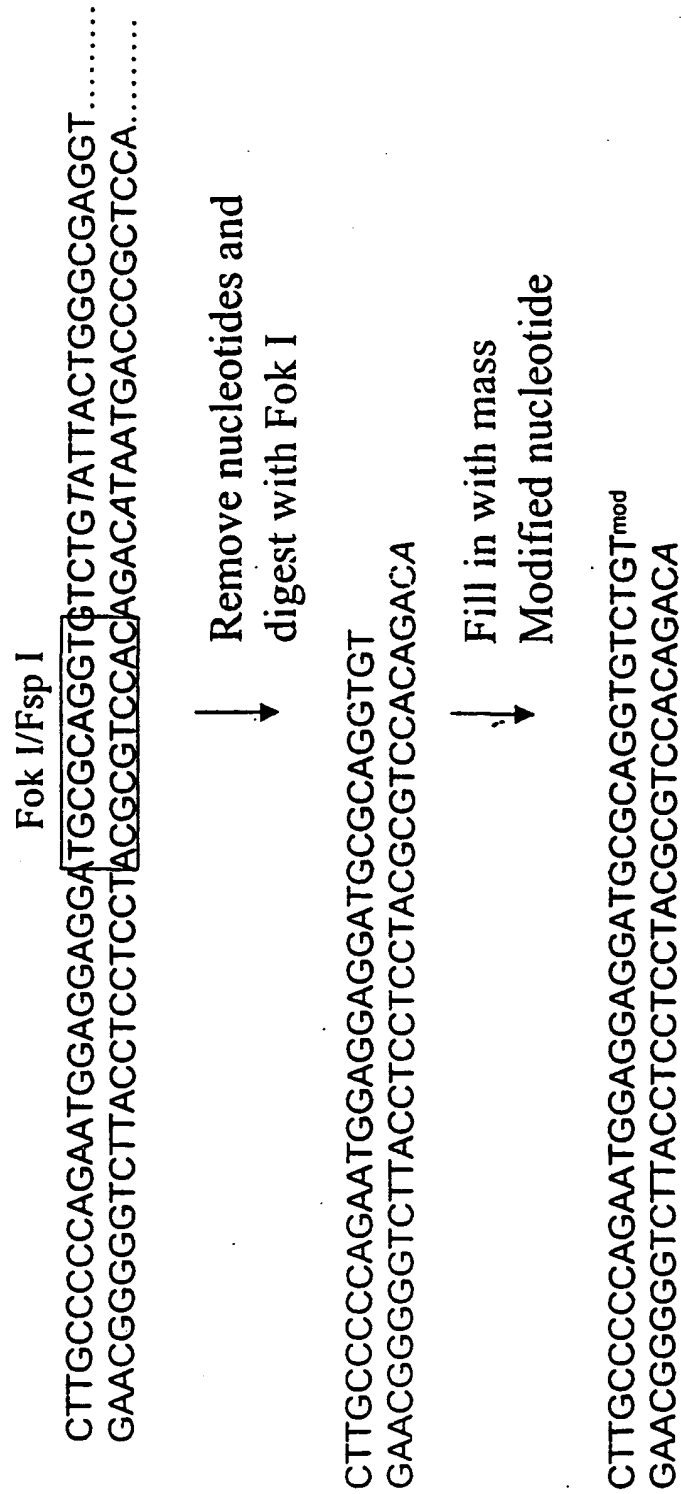 Fok I/Fsp I
CTTGCCCCCAGAATGGAGGAGGATGCGCAGGTGTCTGTATTACTGGGCGAGGT..........
GAACGGGGGTCTTACCTCCTCCTACGCGTCCACAGACATAATGACCCGCTCCA..........
Remove nucleotides and
digest with Fok I
CTTGCCCCCAGAATGGAGGAGGATGCGCAGGTGT
GAACGGGGGTCTTACCTCCTCCTACGCGTCCACAGACA
Fill in with mass
Modified nucleotide
CTTGCCCCCAGAATGGAGGAGGATGCGCAGGTGTCTGTmod
GAACGGGGGTCTTACCTCCTCCTACGCGTCCACAGACA